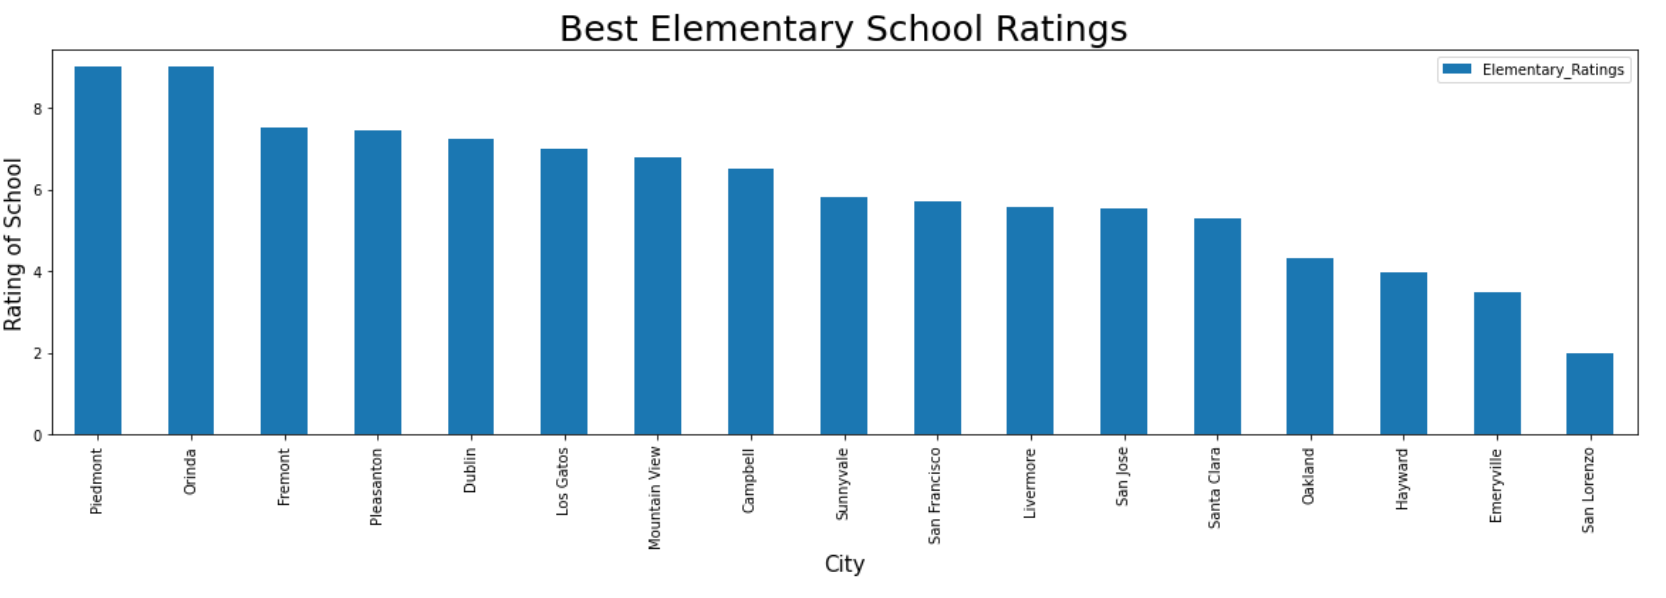 Best Elementary School Ratings
Elementary_Ratings
Rating of School
8
6
4
2
0
Piedmont
Orinda
Fremont
Pleasanton
Dublin
Los Gatos
Mountain View
Campbell
Sunnyvale
San Francisco
Livermore
San Jose
Santa Clara
Oakland
Hayward
Emeryville
San Lorenzo
City